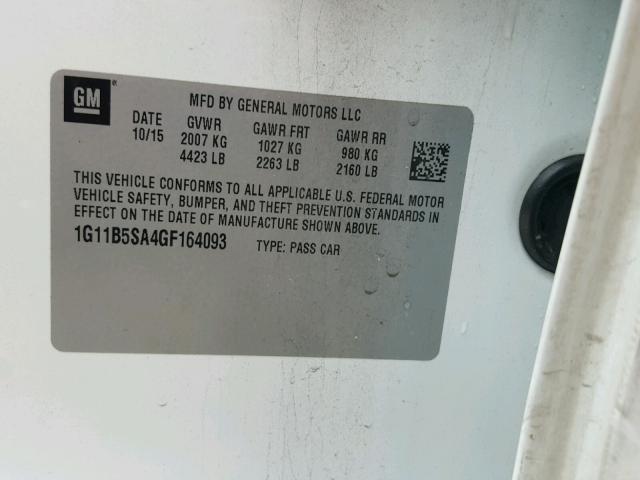 GM
MFD BY GENERAL MOTORS LLC
DATE GVWR GAWR FRT GAWR RR
10/15 2007 KG 1027 KG 980 KG
4423 LB 2263 LB 2160 LB
THIS VEHICLE CONFORMS TO ALL APPLICABLE U.S. FEDERAL MOTOR
VEHICLE SAFETY, BUMPER, AND THEFT PREVENTION STANDARDS IN
EFFECT ON THE DATE OF MANUFACTURE SHOWN ABOVE.
1G11B5SA4GF164093 TYPE: PASS CAR